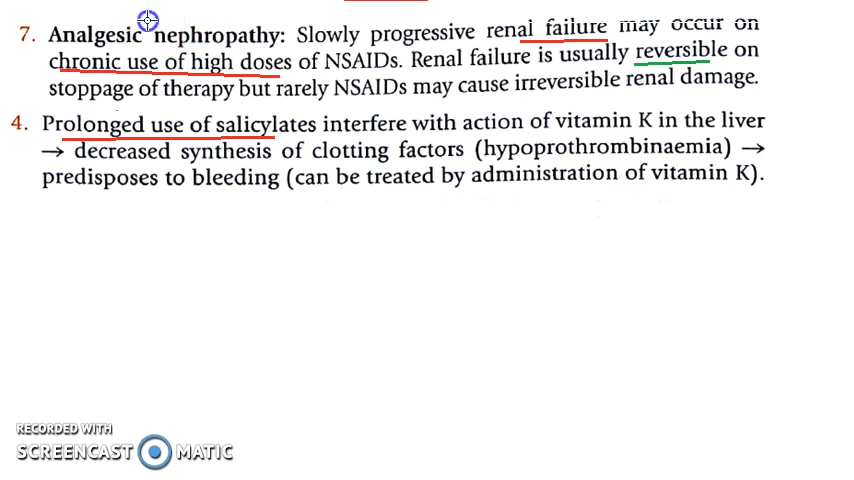 7. Analgesic nephropathy: Slowly progressive renal failure may occur on
chronic use of high doses of NSAIDs. Renal failure is usually reversible on
stoppage of therapy but rarely NSAIDs may cause irreversible renal damage.
4. Prolonged use of salicylates interfere with action of vitamin K in the liver
→ decreased synthesis of clotting factors (hypoprothrombinaemia) →
predisposes to bleeding (can be treated by administration of vitamin K).
RECORDED WITH
SCREENCAST MATIC